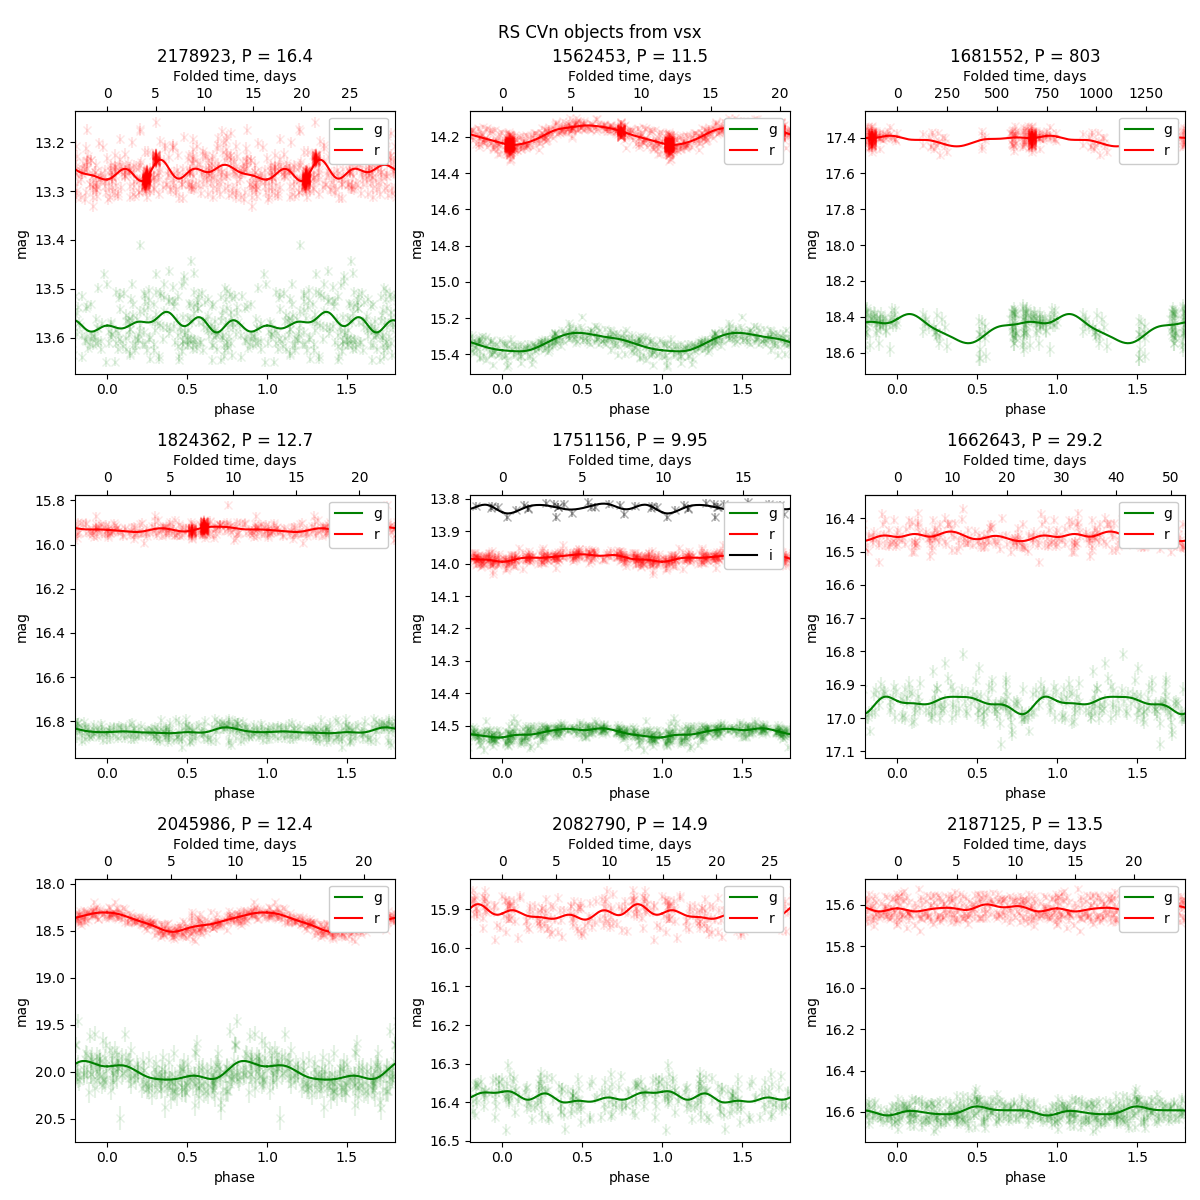 RS CVn objects from vsx
2178923, P = 16.4
Folded time, days
0 5 10 15 20 25
13.2
13.3
13.4
13.5
13.6
mag
g
r
0.0 0.5 1.0 1.5
phase
1562453, P = 11.5
Folded time, days
0 5 10 15 20
14.2
14.4
14.6
14.8
15.0
15.2
15.4
mag
g
r
0.0 0.5 1.0 1.5
phase
1681552, P = 803
Folded time, days
0 250 500 750 1000 1250
17.4
17.6
17.8
18.0
18.2
18.4
18.6
mag
g
r
0.0 0.5 1.0 1.5
phase
1824362, P = 12.7
Folded time, days
0 5 10 15 20
15.8
16.0
16.2
16.4
16.6
16.8
mag
g
r
0.0 0.5 1.0 1.5
phase
1751156, P = 9.95
Folded time, days
0 5 10 15
13.8
13.9
14.0
14.1
14.2
14.3
14.4
14.5
mag
g
r
i
0.0 0.5 1.0 1.5
phase
1662643, P = 29.2
Folded time, days
0 10 20 30 40 50
16.4
16.5
16.6
16.7
16.8
16.9
17.0
17.1
mag
g
r
0.0 0.5 1.0 1.5
phase
2045986, P = 12.4
Folded time, days
0 5 10 15 20
18.0
18.5
19.0
19.5
20.0
20.5
mag
g
r
0.0 0.5 1.0 1.5
phase
2082790, P = 14.9
Folded time, days
0 5 10 15 20 25
15.9
16.0
16.1
16.2
16.3
16.4
16.5
mag
g
r
0.0 0.5 1.0 1.5
phase
2187125, P = 13.5
Folded time, days
0 5 10 15 20
15.6
15.8
16.0
16.2
16.4
16.6
mag
g
r
0.0 0.5 1.0 1.5
phase